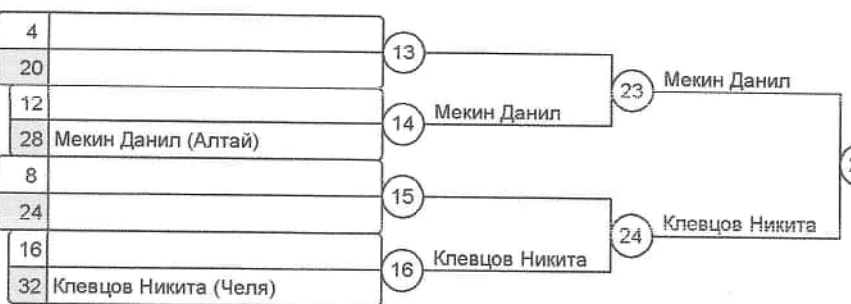 4
20
13
12
28 Мекин Данил (Алтай)
14 Мекин Данил
23 Мекин Данил
8
24
15
16
32 Клевцов Никита (Челя)
16 Клевцов Никита
24 Клевцов Никита